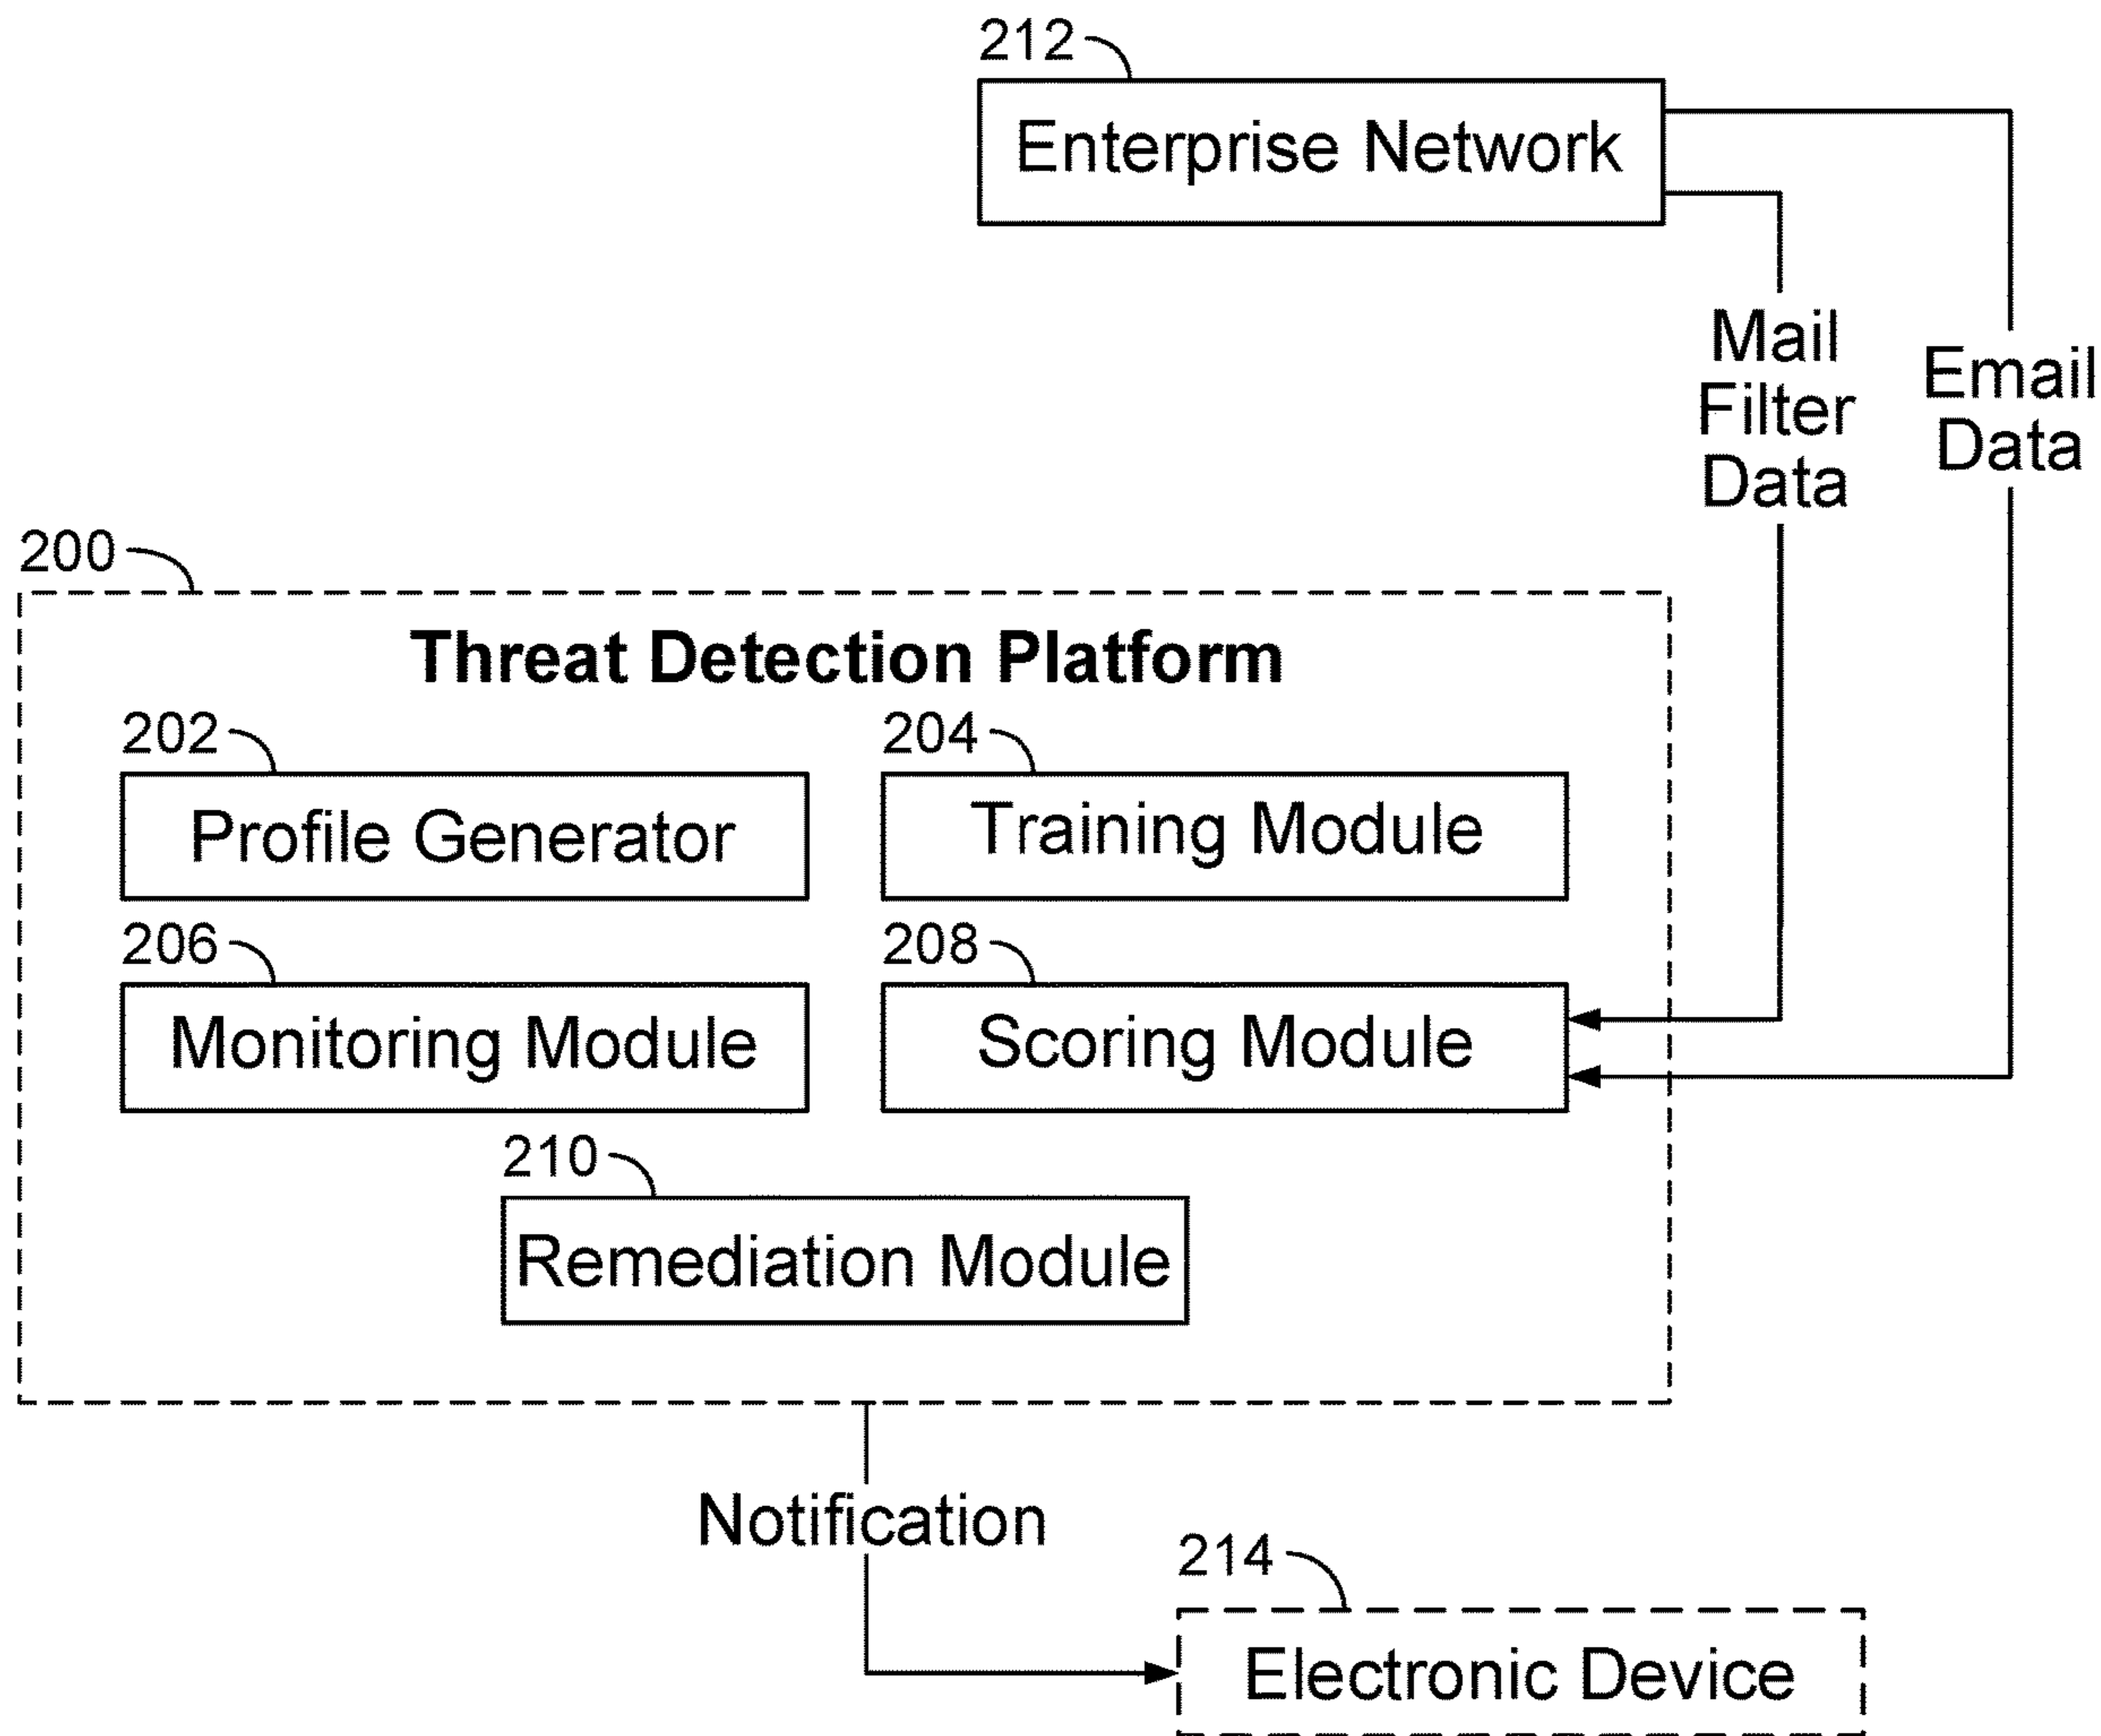 212
Enterprise Network
Mail
Filter
Data
Email
Data
200
Threat Detection Platform
202
Profile Generator
204
Training Module
206
Monitoring Module
208
Scoring Module
210
Remediation Module
Notification
214
Electronic Device